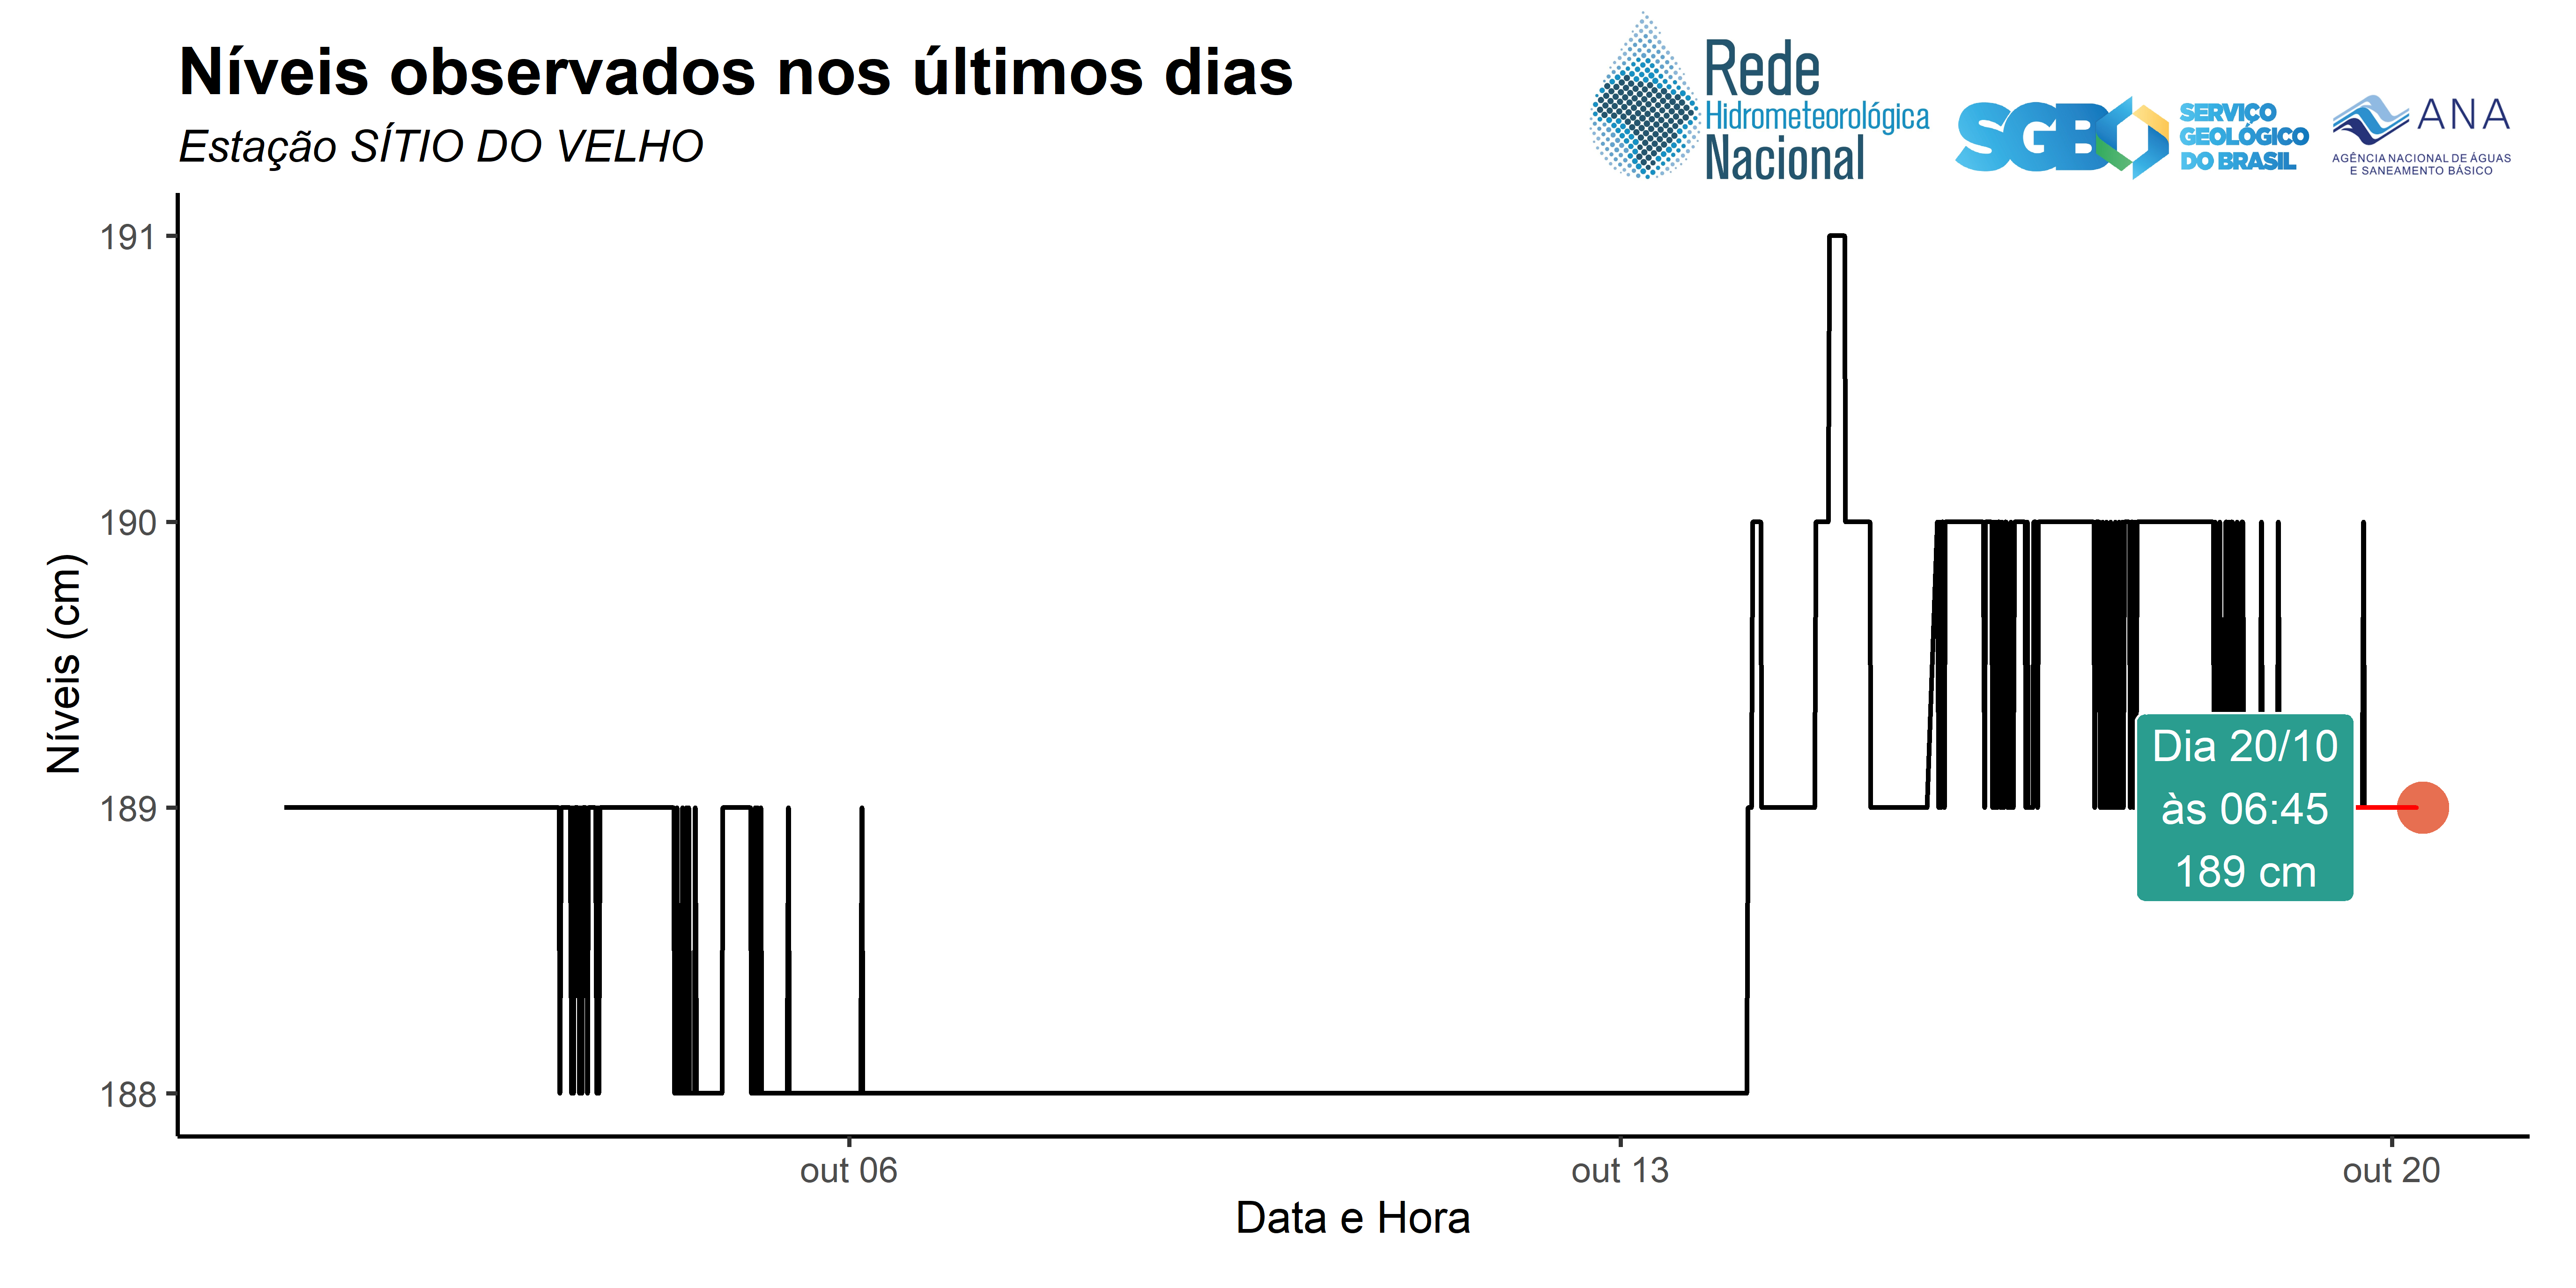 Níveis observados nos últimos dias
Estação SÍTIO DO VELHO
Rede
Hidrometeorológica
Nacional
SGB
SERVIÇO
GEOLÓGICO
DO BRASIL
ANA
AGÊNCIA NACIONAL DE ÁGUAS
E SANEAMENTO BÁSICO
191
190
189
188
Níveis (cm)
Dia 20/10
às 06:45
189 cm
out 06
out 13
out 20
Data e Hora